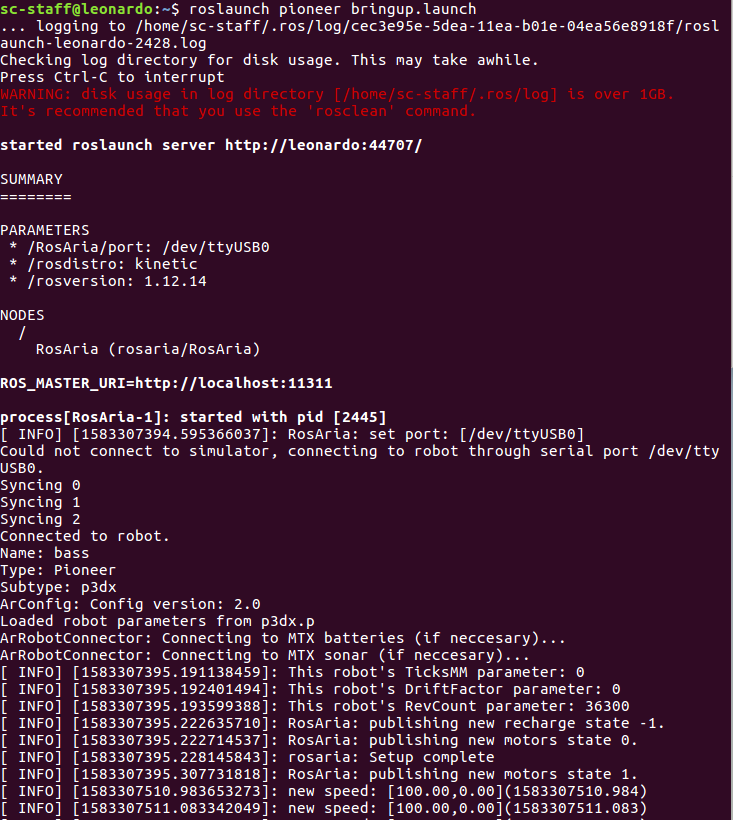 sc-staff@leonardo:~$ roslaunch pioneer bringup.launch
... logging to /home/sc-staff/.ros/log/cec3e95e-5dea-11ea-b01e-04ea56e8918f/rosl
aunch-leonardo-2428.log
Checking log directory for disk usage. This may take awhile.
Press Ctrl-C to interrupt
WARNING: disk usage in log directory [/home/sc-staff/.ros/log] is over 1GB.
It's recommended that you use the 'rosclean' command.
started roslaunch server http://leonardo:44707/
SUMMARY
========
PARAMETERS
 * /RosAria/port: /dev/ttyUSB0
 * /rosdistro: kinetic
 * /rosversion: 1.12.14
NODES
  /
    RosAria (rosaria/RosAria)
ROS_MASTER_URI=http://localhost:11311
process[RosAria-1]: started with pid [2445]
[ INFO] [1583307394.595366037]: RosAria: set port: [/dev/ttyUSB0]
Could not connect to simulator, connecting to robot through serial port /dev/tty
USB0.
Syncing 0
Syncing 1
Syncing 2
Connected to robot.
Name: bass
Type: Pioneer
Subtype: p3dx
ArConfig: Config version: 2.0
Loaded robot parameters from p3dx.p
ArRobotConnector: Connecting to MTX batteries (if neccesary)...
ArRobotConnector: Connecting to MTX sonar (if neccesary)...
[ INFO] [1583307395.191138459]: This robot's TicksMM parameter: 0
[ INFO] [1583307395.192401494]: This robot's DriftFactor parameter: 0
[ INFO] [1583307395.193599388]: This robot's RevCount parameter: 36300
[ INFO] [1583307395.222635710]: RosAria: publishing new recharge state -1.
[ INFO] [1583307395.222714537]: RosAria: publishing new motors state 0.
[ INFO] [1583307395.228145843]: rosaria: Setup complete
[ INFO] [1583307395.307731818]: RosAria: publishing new motors state 1.
[ INFO] [1583307510.983653273]: new speed: [100.00,0.00](1583307510.984)
[ INFO] [1583307511.083342049]: new speed: [100.00,0.00](1583307511.083)